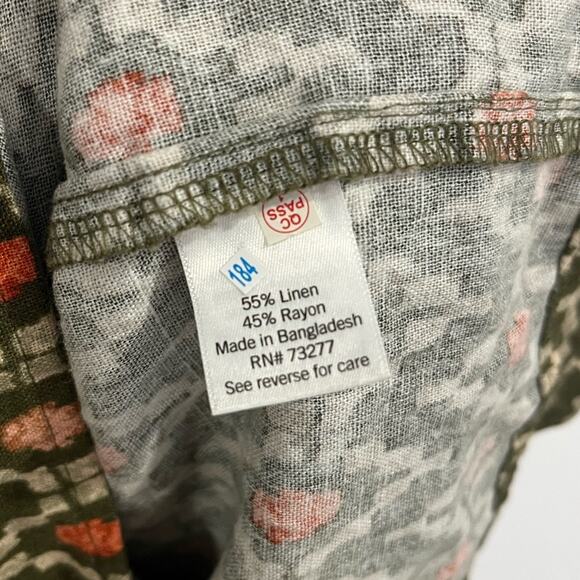 QC
PASS
184
55% Linen
45% Rayon
Made in Bangladesh
RN# 73277
See reverse for care